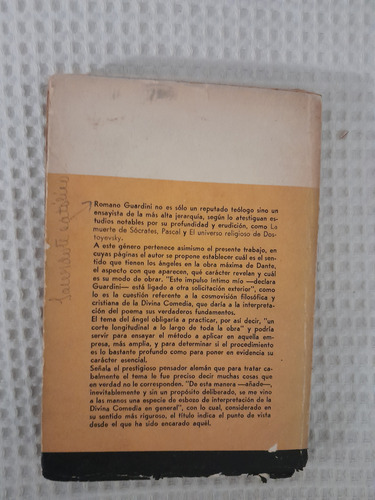 Romano Guardini no es sólo un reputado teólogo sino un
ensayista de la más alta jerarquía, según lo atestiguan es-
tudios notables por su profundidad y erudición, como La
muerte de Sócrates, Pascal y El universo religioso de Dos-
toyevsky.
A este género pertenece asimismo el presente trabajo, en
cuyas páginas el autor se propone establecer cuál es el sen-
tido que tienen los ángeles en la obra máxima de Dante,
el aspecto con que aparecen, qué carácter revelan y cuál
es su modo de obrar. "Este impulso íntimo mío —declara
Guardini— está ligado a otra solicitación exterior", como
lo es la cuestión referente a la cosmovisión filosófica y
cristiana de la Divina Comedia, que daría a la interpreta-
ción del poema sus verdaderos fundamentos.
El tema del ángel obligaría a practicar, por así decir, "un
corte longitudinal a lo largo de toda la obra" y podría
servir para ensayar el método a aplicar en aquella empre-
sa, más amplia, y para determinar si el procedimiento
es lo bastante profundo como para poner en evidencia su
carácter esencial.
Señala el prestigioso pensador alemán que para tratar ca-
balmente el tema le fue preciso decir muchas cosas que
en verdad no le corresponden. "De esta manera —añade—,
inevitablemente y sin un propósito deliberado, se me vino
a las manos una especie de esbozo de interpretación de la
Divina Comedia en general", con lo cual, considerado en
su sentido más riguroso, el título indica el punto de vista
desde el que ha sido encarado aquél.